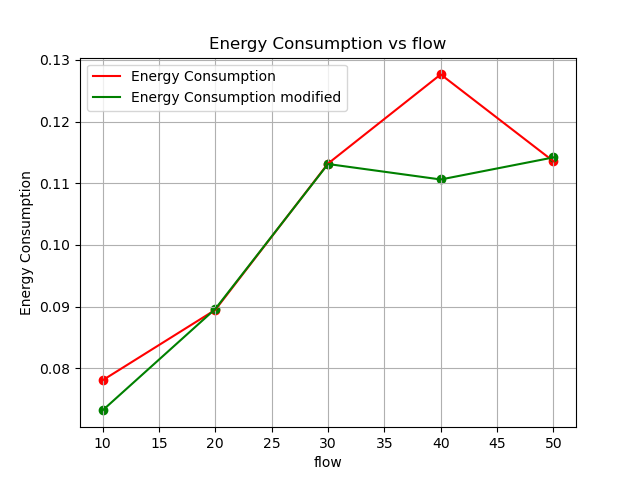 Energy Consumption vs flow
Energy Consumption
Energy Consumption modified
Energy Consumption
0.13
0.12
0.11
0.10
0.09
0.08
10 15 20 25 30 35 40 45 50
flow